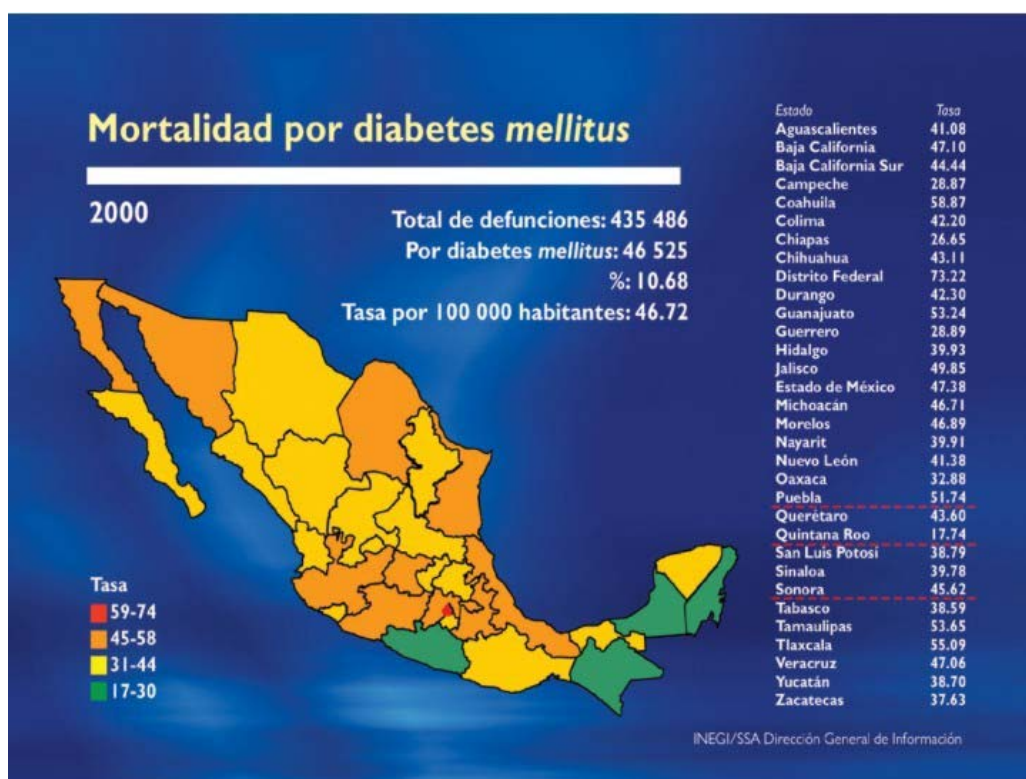 Mortalidad por diabetes mellitus
2000
Total de defunciones: 435 486
Por diabetes mellitus: 46 525
%: 10.68
Tasa por 100 000 habitantes: 46.72
Tasa
59-74
45-58
31-44
17-30
Estado Tasa
Aguascalientes 41.08
Baja California 47.10
Baja California Sur 44.44
Campeche 28.87
Coahuila 58.87
Colima 42.20
Chiapas 26.65
Chihuahua 43.11
Distrito Federal 73.22
Durango 42.30
Guanajuato 53.24
Guerrero 28.89
Hidalgo 39.93
Jalisco 49.85
Estado de México 47.38
Michoacán 46.71
Morelos 46.89
Nayarit 39.91
Nuevo León 41.38
Oaxaca 32.88
Puebla 51.74
Querétaro 43.60
Quintana Roo 17.74
San Luis Potosí 38.79
Sinaloa 39.78
Sonora 45.62
Tabasco 38.59
Tamaulipas 53.65
Tlaxcala 55.09
Veracruz 47.06
Yucatán 38.70
Zacatecas 37.63
INEGI/SSA Dirección General de Información